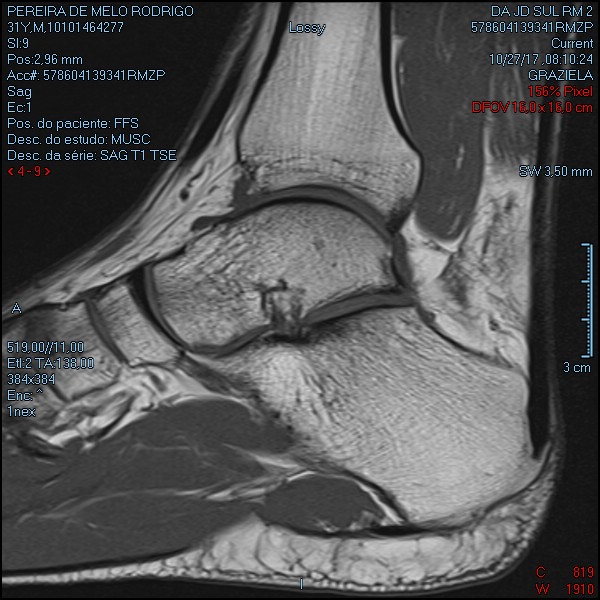 PEREIRA DE MELO RODRIGO
31Y,M,10101464277
Sl:9
Pos:2,96 mm
Acc#: 578604139341RMZP
Sag
Ec:1
Pos. do paciente: FFS
Desc. do estudo: MUSC
Desc. da série: SAG T1 TSE
< 4 - 9 >
Lossy
DA JD SUL RM 2
578604139341RMZP
Current
10/27/17 ,08:10:24
GRAZIELA
156% Pixel
DFOV 16.0 x 16.0 cm
SW 3,50 mm
A
519,00//11,00
Etl:2 TA:138,00
384x384
Enc: ^
1nex
3 cm
I
C 819
W 1910